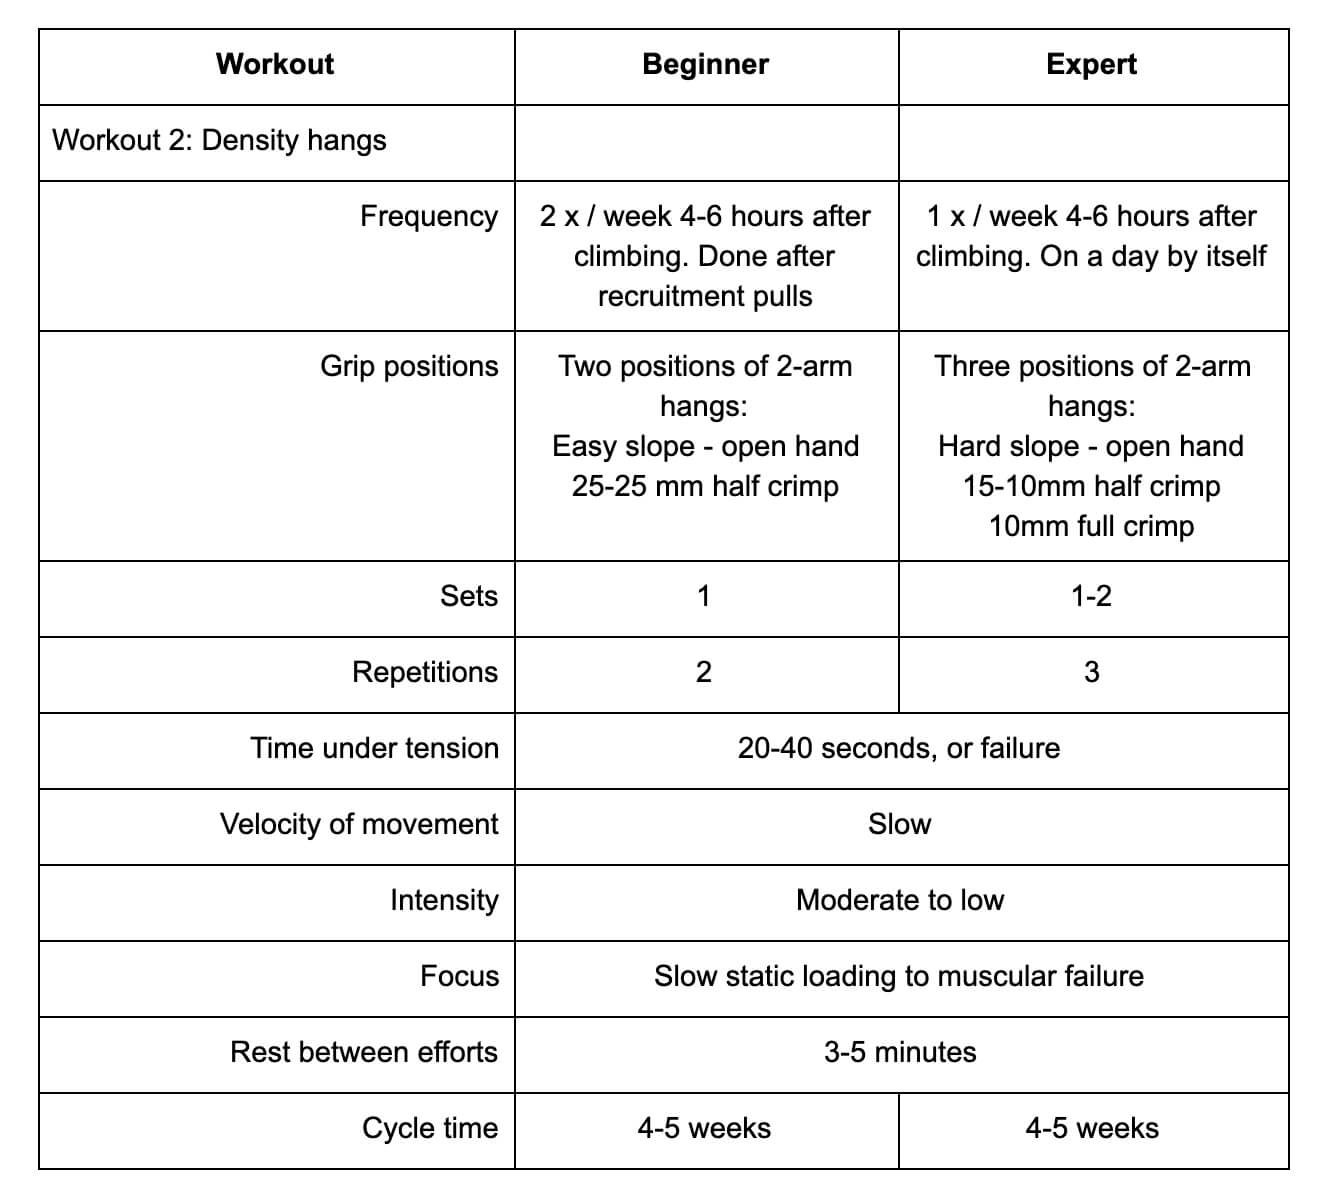 Workout Beginner Expert
Workout 2: Density hangs
Frequency 2 x / week 4-6 hours after 1 x / week 4-6 hours after
climbing. Done after climbing. On a day by itself
recruitment pulls
Grip positions Two positions of 2-arm Three positions of 2-arm
hangs: hangs:
Easy slope - open hand Hard slope - open hand
25-25 mm half crimp 15-10mm half crimp
10mm full crimp
Sets 1 1-2
Repetitions 2 3
Time under tension 20-40 seconds, or failure
Velocity of movement Slow
Intensity Moderate to low
Focus Slow static loading to muscular failure
Rest between efforts 3-5 minutes
Cycle time 4-5 weeks 4-5 weeks